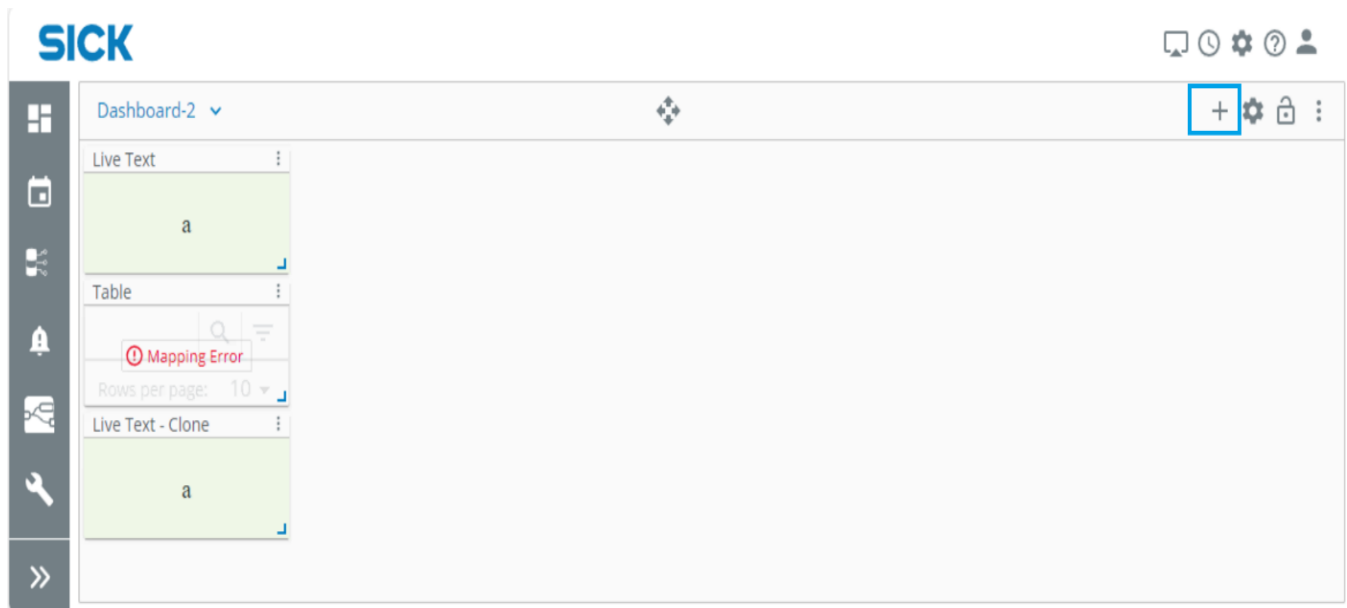 SICK
Dashboard-2
Live Text
a
Table
Mapping Error
Rows per page: 10
Live Text - Clone
a